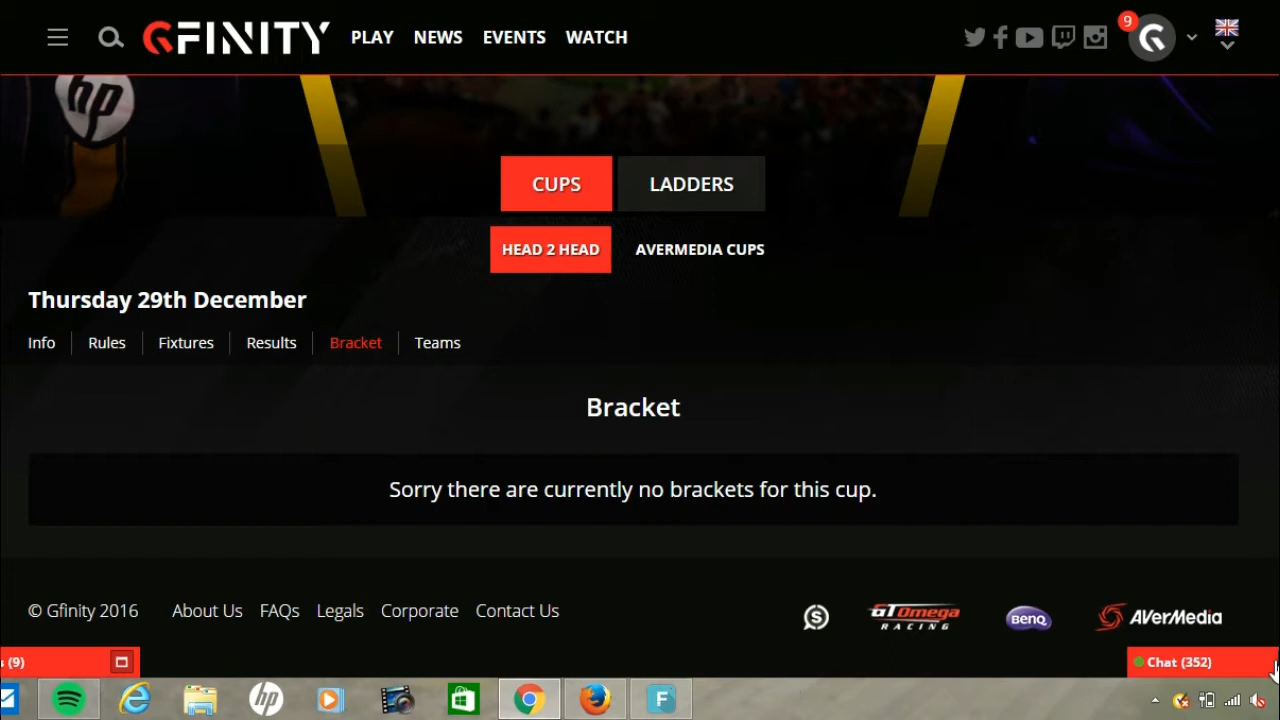 GFINITY PLAY NEWS EVENTS WATCH 9
hp
CUPS LADDERS
HEAD 2 HEAD AVERMEDIA CUPS
Thursday 29th December
Info Rules Fixtures Results Bracket Teams
Bracket
Sorry there are currently no brackets for this cup.
© Gfinity 2016 About Us FAQs Legals Corporate Contact Us
GT Omega RACING BenQ AVerMedia
s (9) Chat (352)
hp F